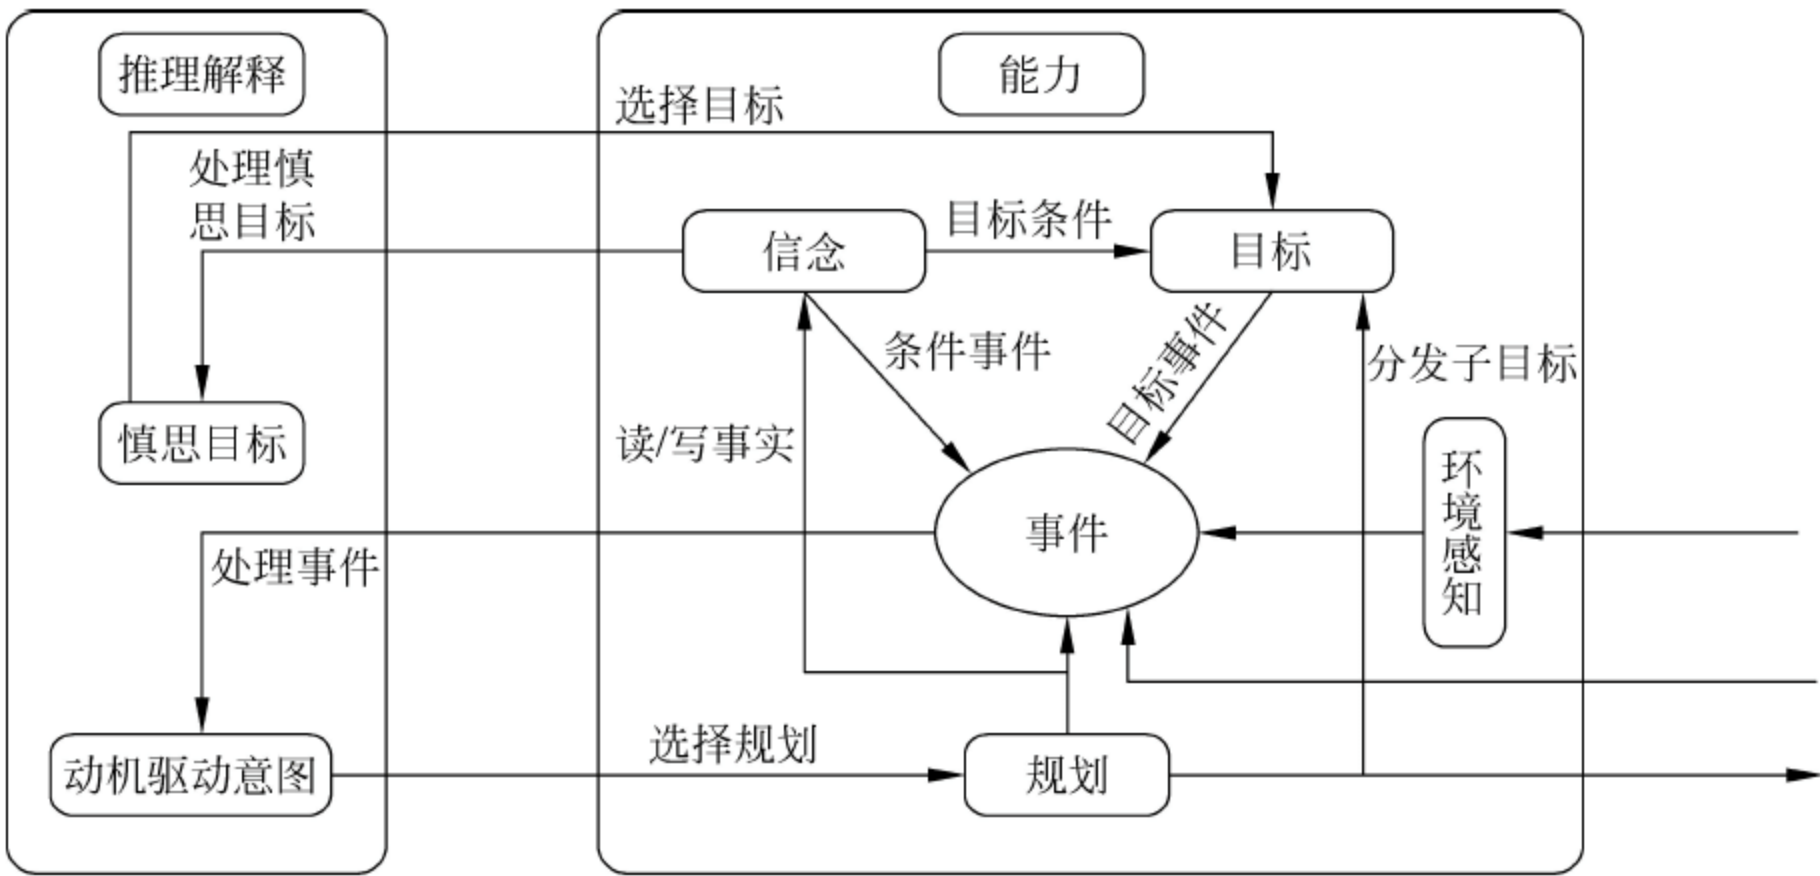 推理解释
能力
选择目标
处理慎
思目标
信念
目标条件
目标
条件事件
目标事件
分发子目标
慎思目标
读/写事实
环境感知
事件
处理事件
选择规划
动机驱动意图
规划